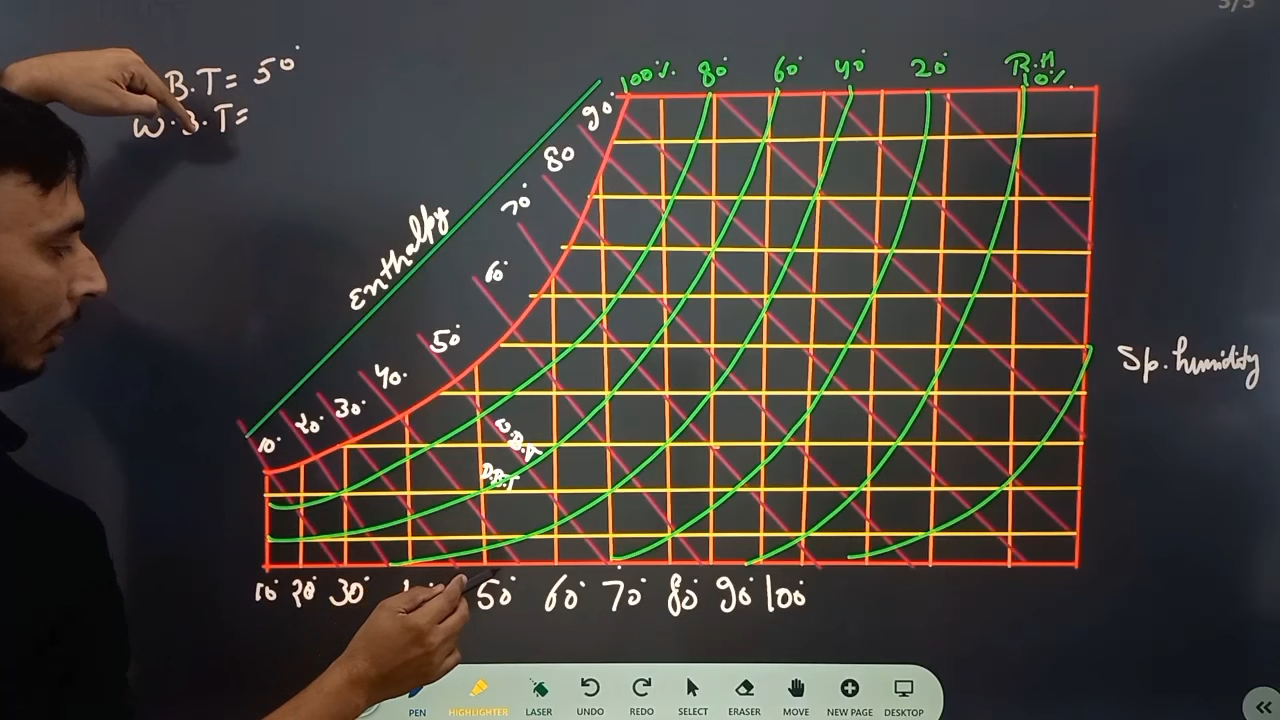 3/3
B.T = 50°
W.B.T =
Enthalpy
10° 20° 30° 40. 50° 60° 70° 80 90°
100% 80° 60° 40° 20° R.H 10%.
W.B.T
D.B.T
Sp. humidity
10° 20° 30° 50° 60° 70° 80° 90° 100°
PEN HIGHLIGHTER LASER UNDO REDO SELECT ERASER MOVE NEW PAGE DESKTOP